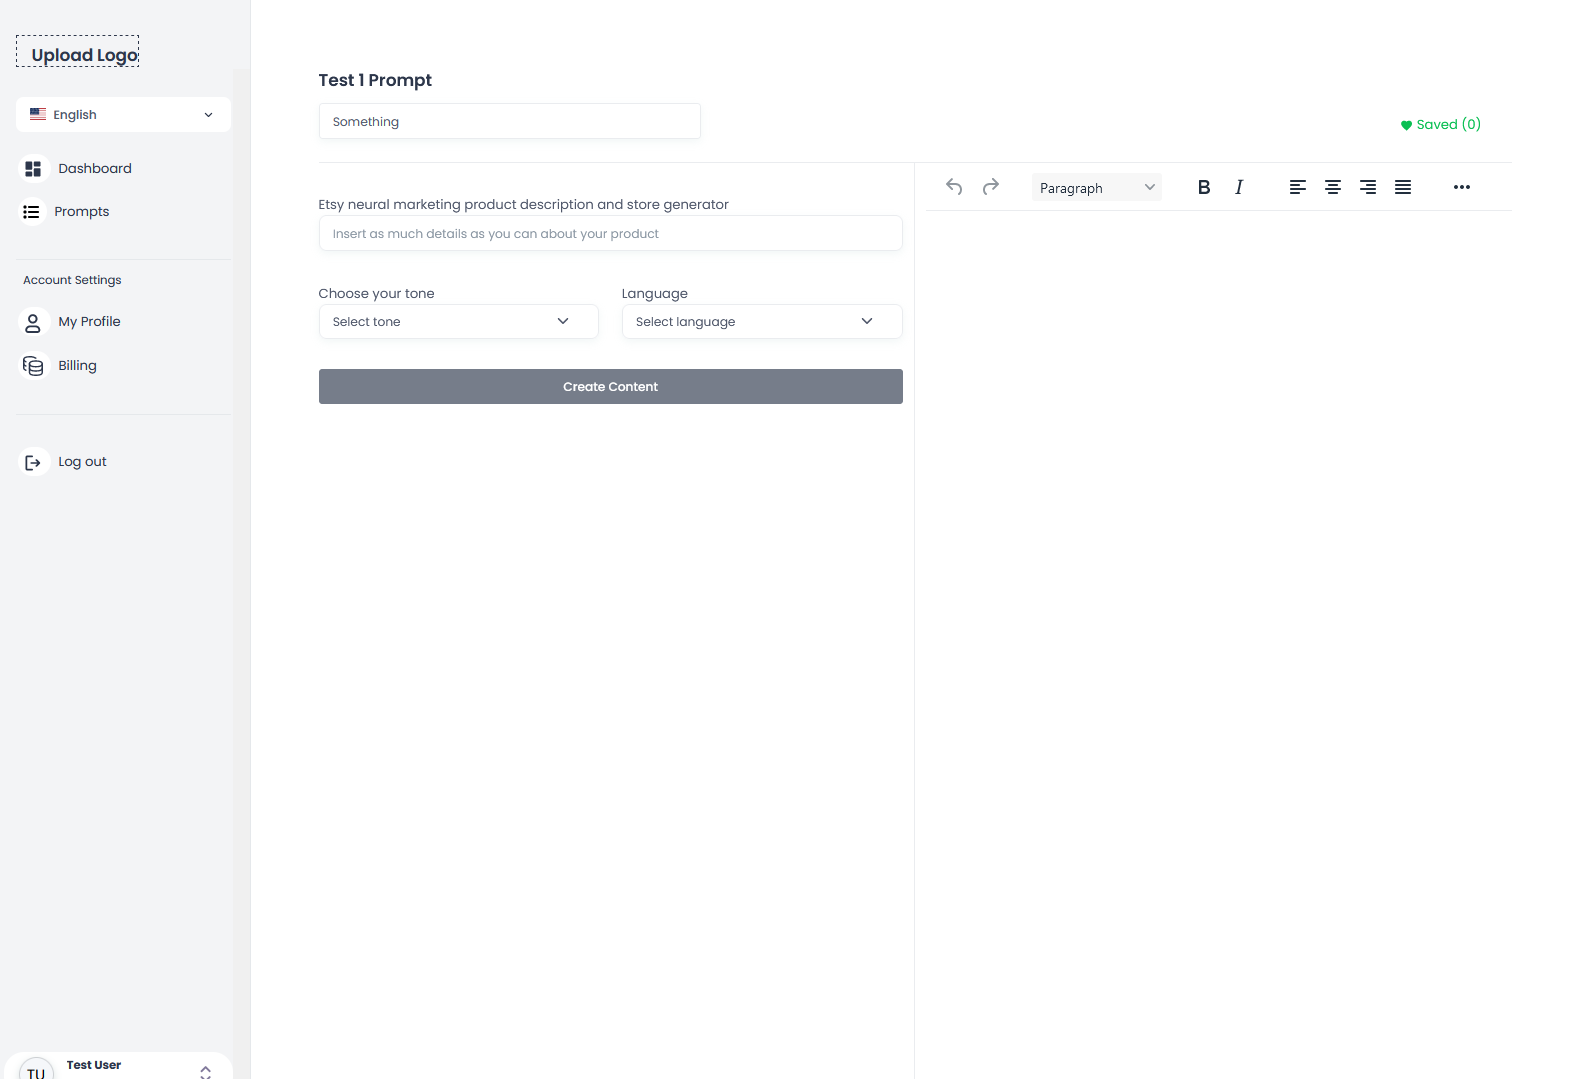 Upload Logo
English
Dashboard
Prompts
Account Settings
My Profile
Billing
Log out
TU
Test User
Test 1 Prompt
Something
Saved (0)
Etsy neural marketing product description and store generator
Insert as much details as you can about your product
Choose your tone
Language
Select tone
Select language
Create Content
Paragraph
B I